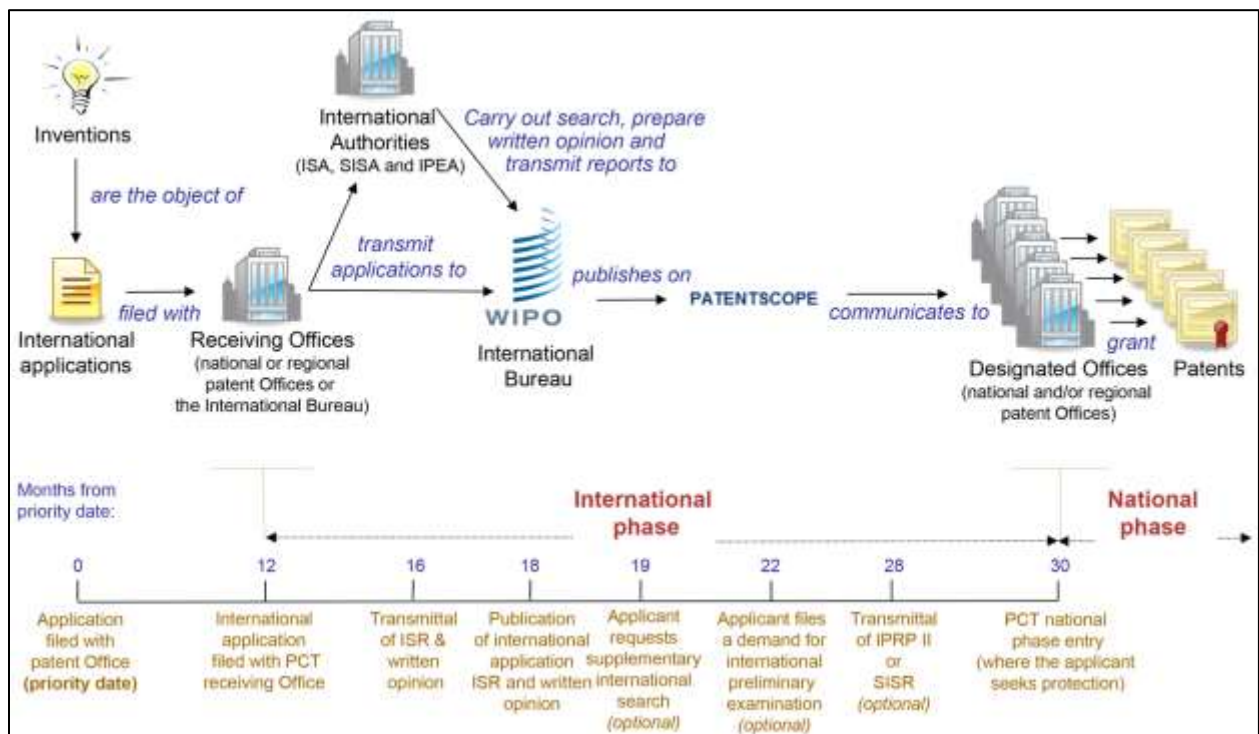 Inventions
are the object of
International
applications
filed with
Receiving Offices
(national or regional
patent Offices or
the International Bureau)
International
Authorities
(ISA, SISA and IPEA)
transmit
applications to
Carry out search, prepare
written opinion and
transmit reports to
WIPO
International
Bureau
publishes on
PATENTSCOPE
communicates to
Designated Offices
(national and/or regional
patent Offices)
grant
Patents
Months from
priority date:
International
phase
National
phase
0
12
16
18
19
22
28
30
Application
filed with
patent Office
(priority date)
International
application
filed with PCT
receiving Office
Transmittal
of ISR &
written
opinion
Publication
of international
application
ISR and written
opinion
Applicant
requests
supplementary
international
search
(optional)
Applicant files
a demand for
international
preliminary
examination
(optional)
Transmittal
of IPRP II
or
SISR
(optional)
PCT national
phase entry
(where the applicant
seeks protection)